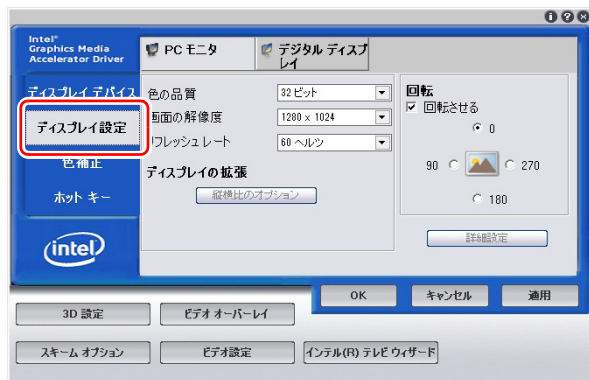 Intel®
Graphics Media
Accelerator Driver
PC モニタ
デジタル ディスプ
レイ
ディスプレイ デバイス
ディスプレイ設定
色補正
ホット キー
intel
色の品質
32 ビット
画面の解像度
1280 x 1024
リフレッシュ レート
60 ヘルツ
ディスプレイの拡張
縦横比のオプション
回転
回転させる
0
90
270
180
詳細設定
OK
キャンセル
適用
3D 設定
ビデオ オーバーレイ
スキーム オプション
ビデオ設定
インテル(R) テレビ ウィザード